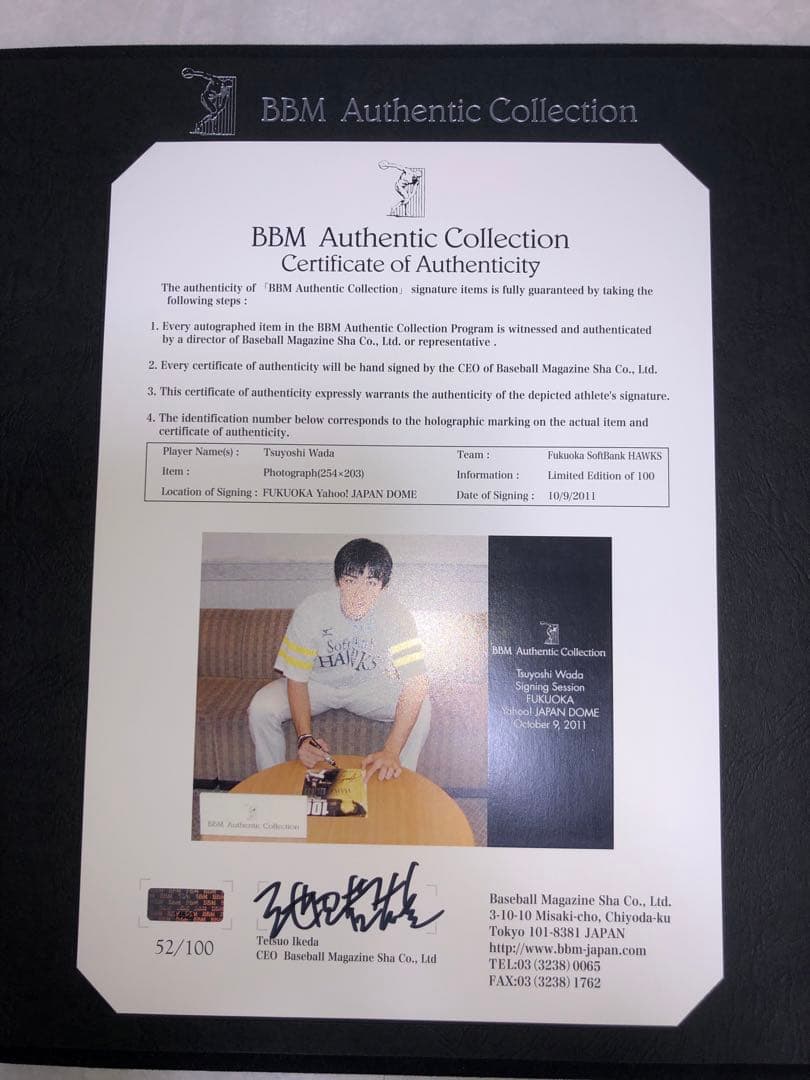 BBM Authentic Collection
BBM Authentic Collection
Certificate of Authenticity
The authenticity of 「BBM Authentic Collection」 signature items is fully guaranteed by taking the
following steps :
1. Every autographed item in the BBM Authentic Collection Program is witnessed and authenticated
by a director of Baseball Magazine Sha Co., Ltd. or representative .
2. Every certificate of authenticity will be hand signed by the CEO of Baseball Magazine Sha Co., Ltd.
3. This certificate of authenticity expressly warrants the authenticity of the depicted athlete's signature.
4. The identification number below corresponds to the holographic marking on the actual item and
certificate of authenticity.
Player Name(s) : Tsuyoshi Wada Team : Fukuoka SoftBank HAWKS
Item : Photograph(254×203) Information : Limited Edition of 100
Location of Signing : FUKUOKA Yahoo! JAPAN DOME Date of Signing : 10/9/2011
SoftBank
HAWKS
BBM Authentic Collection
Tsuyoshi Wada
Signing Session
FUKUOKA
Yahoo! JAPAN DOME
October 9, 2011
BBM Authentic Collection
52/100
Tetsuo Ikeda
CEO Baseball Magazine Sha Co., Ltd
Baseball Magazine Sha Co., Ltd.
3-10-10 Misaki-cho, Chiyoda-ku
Tokyo 101-8381 JAPAN
http://www.bbm-japan.com
TEL:03 (3238) 0065
FAX:03 (3238) 1762